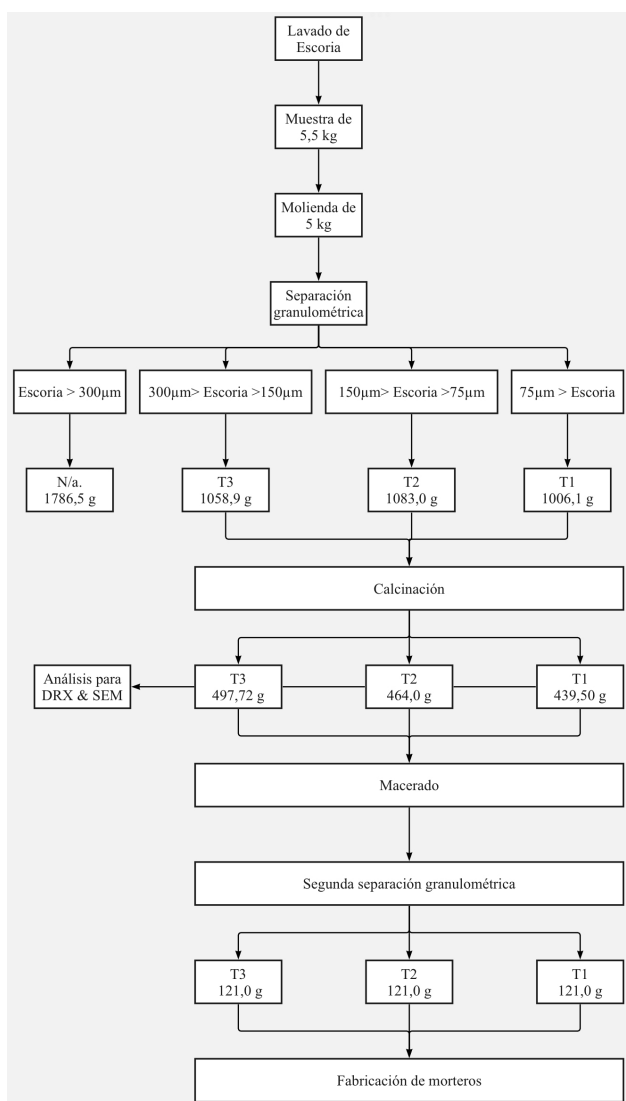 Lavado de
Escoria
Muestra de
5,5 kg
Molienda de
5 kg
Separación
granulométrica
Escoria > 300µm
300µm> Escoria >150µm
150µm> Escoria >75µm
75µm > Escoria
N/a.
1786,5 g
T3
1058,9 g
T2
1083,0 g
T1
1006,1 g
Calcinación
Análisis para
DRX & SEM
T3
497,72 g
T2
464,0 g
T1
439,50 g
Macerado
Segunda separación granulométrica
T3
121,0 g
T2
121,0 g
T1
121,0 g
Fabricación de morteros